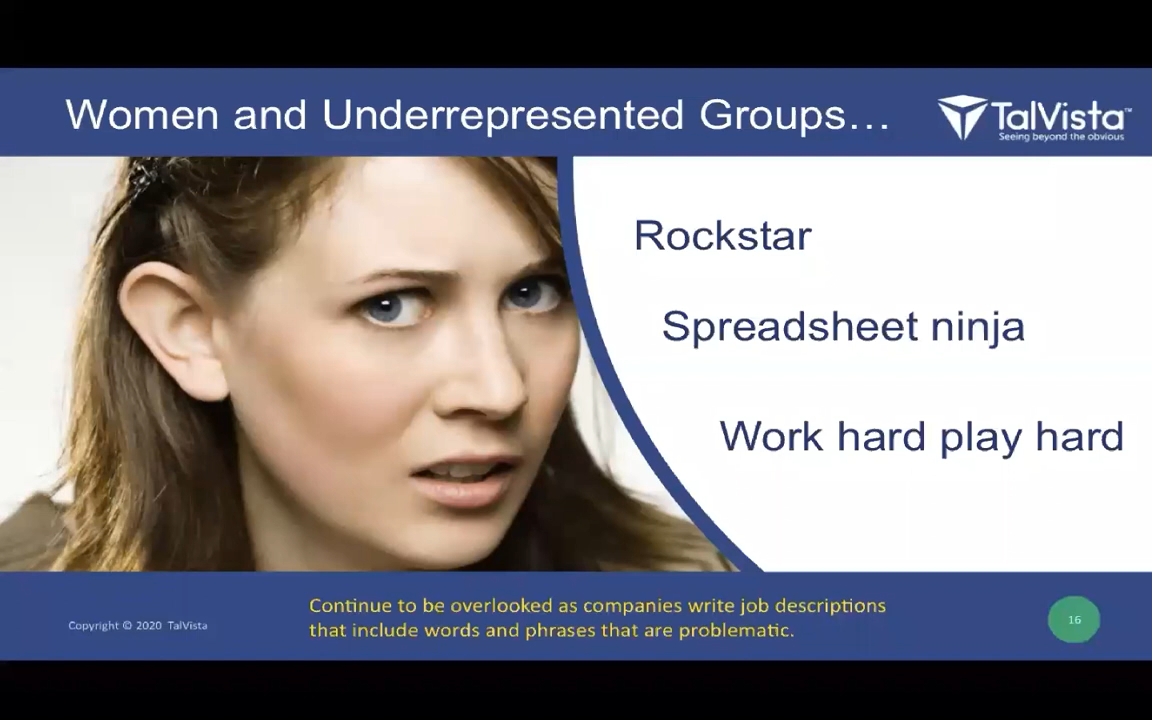 Women and Underrepresented Groups...
TalVista™
Seeing beyond the obvious
Rockstar
Spreadsheet ninja
Work hard play hard
Continue to be overlooked as companies write job descriptions
that include words and phrases that are problematic.
Copyright © 2020 TalVista
16